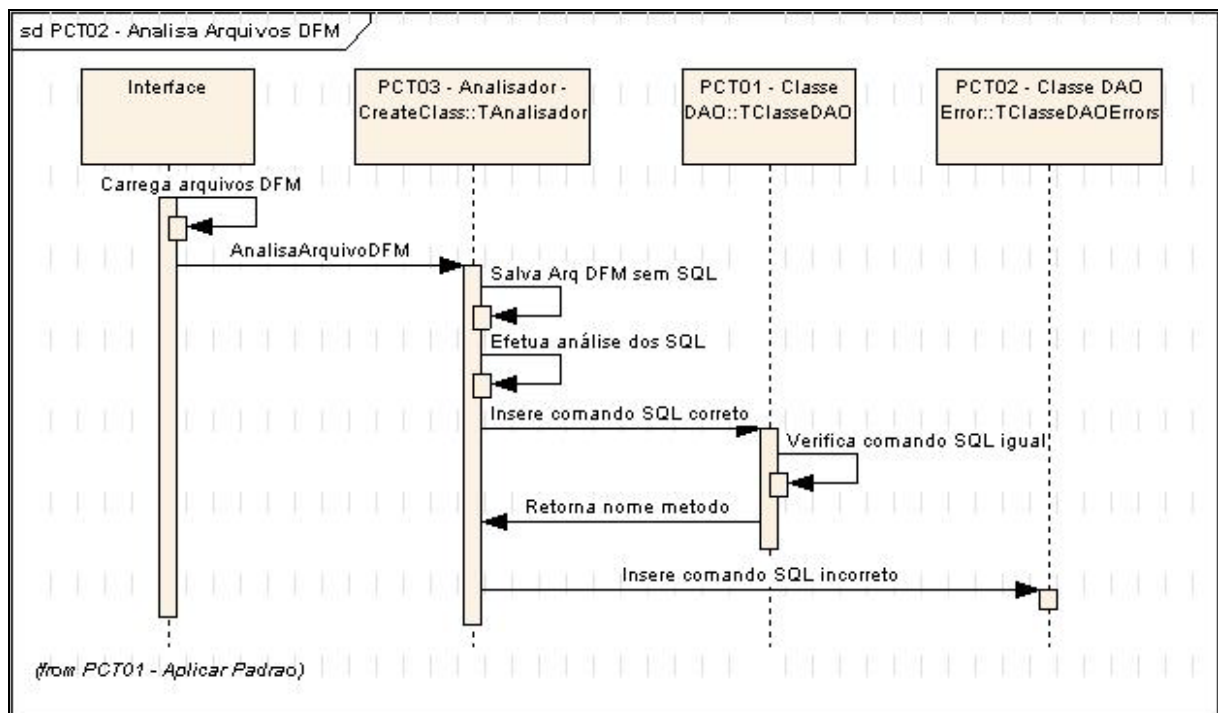 sd PCT02 - Analisa Arquivos DFM
Interface
PCT03 - Analisador -
CreateClass::TAnalisador
PCT01 - Classe
DAO::TClasseDAO
PCT02 - Classe DAO
Error::TClasseDAOErrors
Carrega arquivos DFM
AnalisaArquivoDFM
Salva Arq DFM sem SQL
Efetua análise dos SQL
Insere comando SQL correto
Verifica comando SQL igual
Retorna nome metodo
Insere comando SQL incorreto
(from PCT01 - Aplicar Padrao)